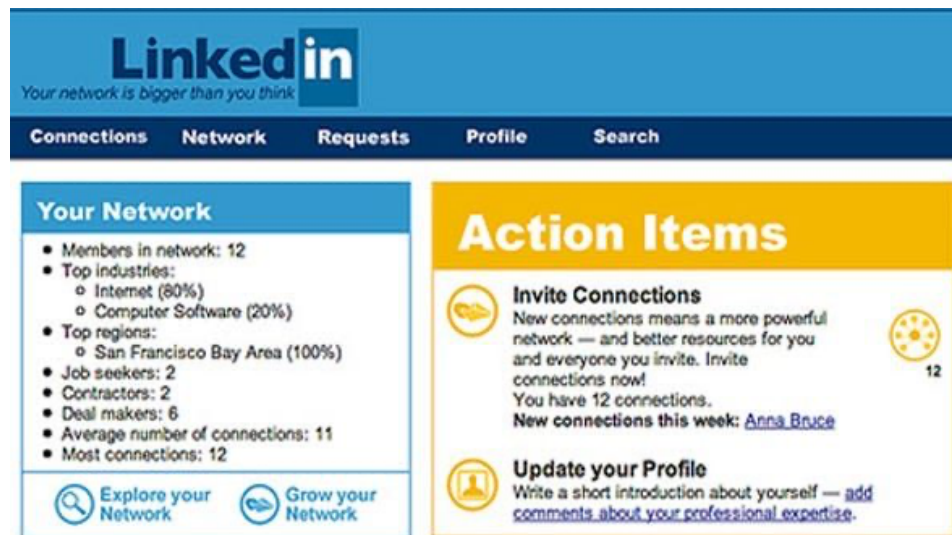 Linkedin
Your network is bigger than you think
Connections Network Requests Profile Search
Your Network
Members in network: 12
Top industries:
Internet (80%)
Computer Software (20%)
Top regions:
San Francisco Bay Area (100%)
Job seekers: 2
Contractors: 2
Deal makers: 6
Average number of connections: 11
Most connections: 12
Explore your
Network
Grow your
Network
Action Items
Invite Connections
New connections means a more powerful
network — and better resources for you
and everyone you invite. Invite
connections now!
You have 12 connections.
New connections this week: Anna Bruce
12
Update your Profile
Write a short introduction about yourself — add
comments about your professional expertise.